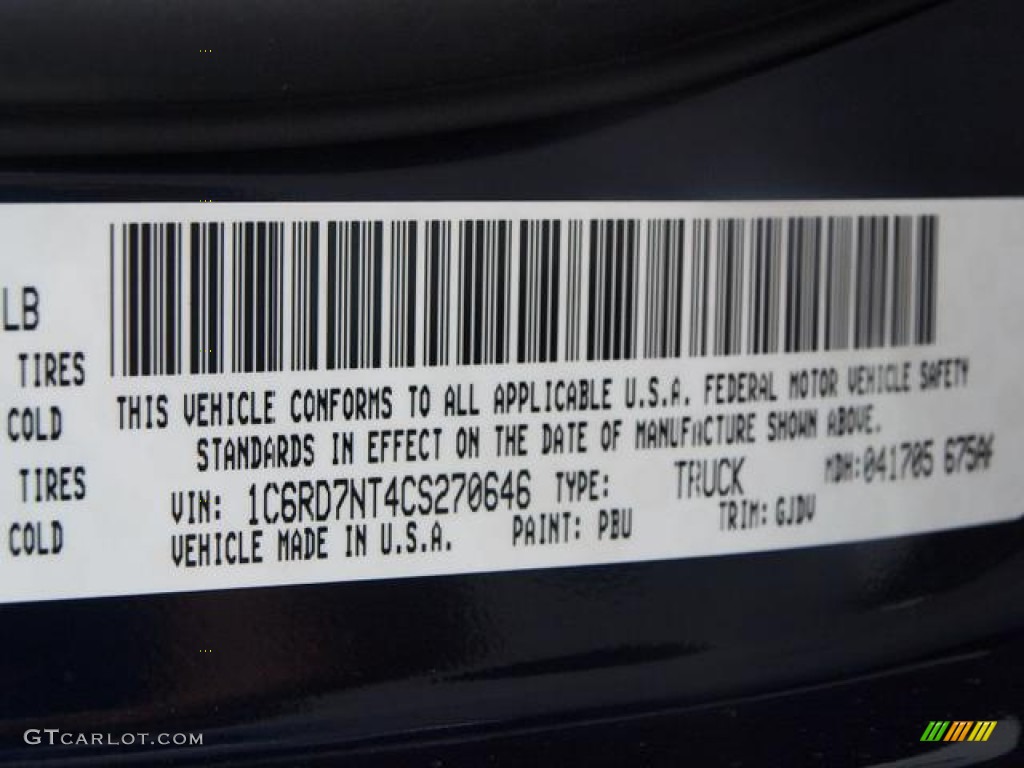 LB
TIRES
COLD
TIRES
COLD
THIS VEHICLE CONFORMS TO ALL APPLICABLE U.S.A. FEDERAL MOTOR VEHICLE SAFETY
STANDARDS IN EFFECT ON THE DATE OF MANUFACTURE SHOWN ABOVE.
VIN: 1C6RD7NT4CS270646 TYPE: TRUCK MDH:041705 675AF
VEHICLE MADE IN U.S.A. PAINT: PBU TRIM: GJDV
GTCARLOT.COM